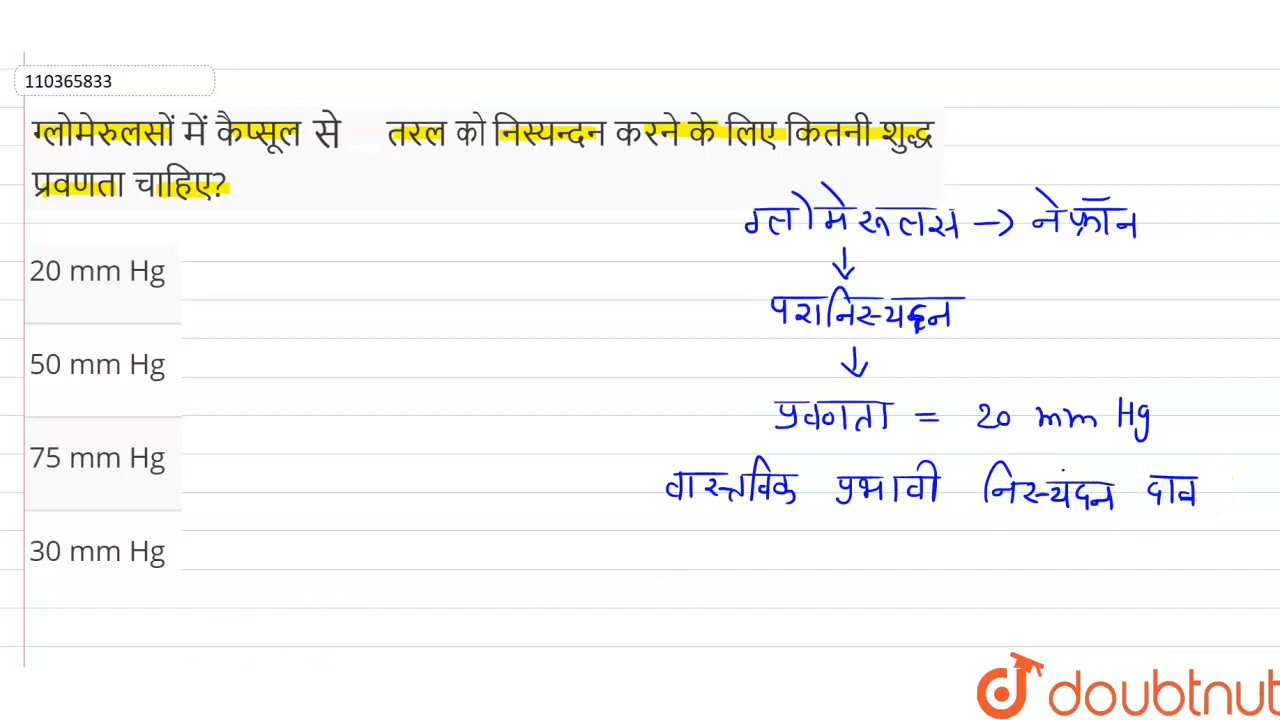 110365833
ग्लोमेरुलसों में कैप्सूल से तरल को निस्यन्दन करने के लिए कितनी शुद्ध
प्रवणता चाहिए?
20 mm Hg
50 mm Hg
75 mm Hg
30 mm Hg
ग्लोमेरूलस → नेफ्रॉन
↓
परानिस्यंदन
↓
प्रवणता = 20 mm Hg
वास्तविक प्रभावी निस्यंदन दाब
doubtnut